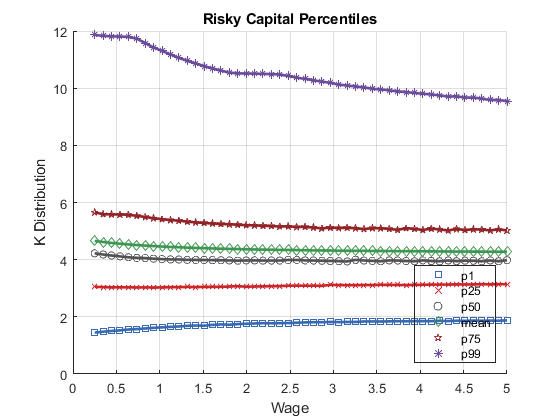 Risky Capital Percentiles
12
10
8
6
4
2
0
K Distribution
p1
p25
p50
mean
p75
p99
0 0.5 1 1.5 2 2.5 3 3.5 4 4.5 5
Wage